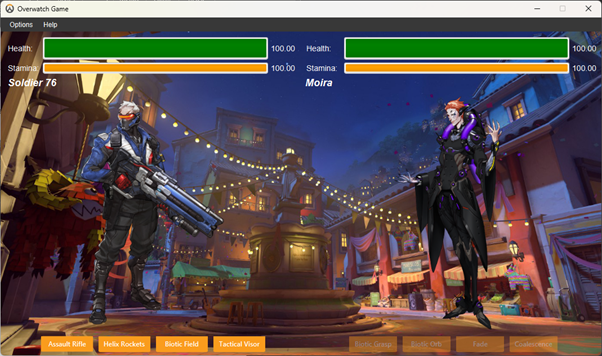 Overwatch Game
Options Help
Health: 100.00 Health: 100.00
Stamina: 100.00 Stamina: 100.00
Soldier 76 Moira
Assault Rifle Helix Rockets Biotic Field Tactical Visor Biotic Grasp Biotic Orb Fade Coalescence